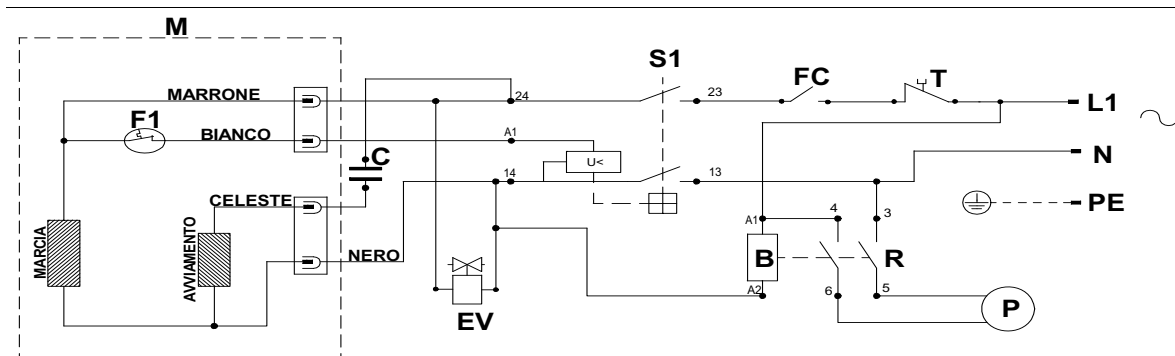 M
S1
FC
T
MARRONE
24
23
L1
F1
BIANCO
A1
C
U<
N
14
13
CELESTE
PE
4
3
A1
MARCIA
AVVIAMENTO
NERO
B
R
A2
6
5
EV
P